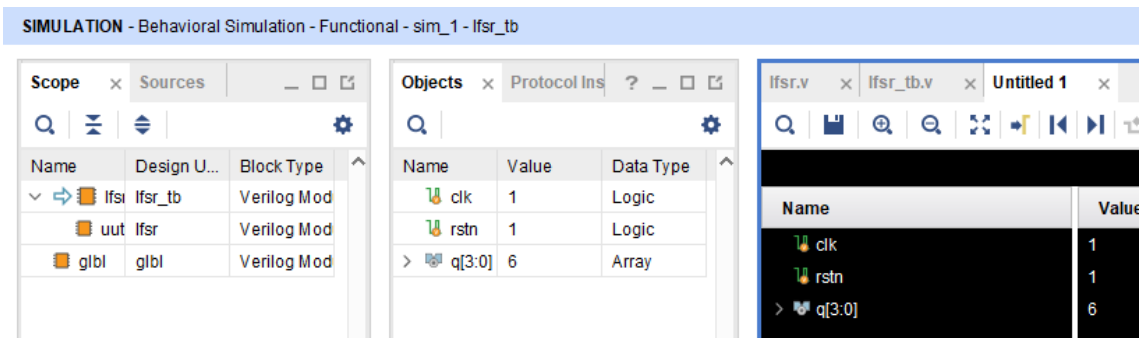 SIMULATION - Behavioral Simulation - Functional - sim_1 - lfsr_tb
Scope Sources
Name Design U... Block Type
lfsr lfsr_tb Verilog Mod
uut lfsr Verilog Mod
glbl glbl Verilog Mod
Objects Protocol Ins ?
Name Value Data Type
clk 1 Logic
rstn 1 Logic
q[3:0] 6 Array
lfsr.v lfsr_tb.v Untitled 1
Name Value
clk 1
rstn 1
q[3:0] 6